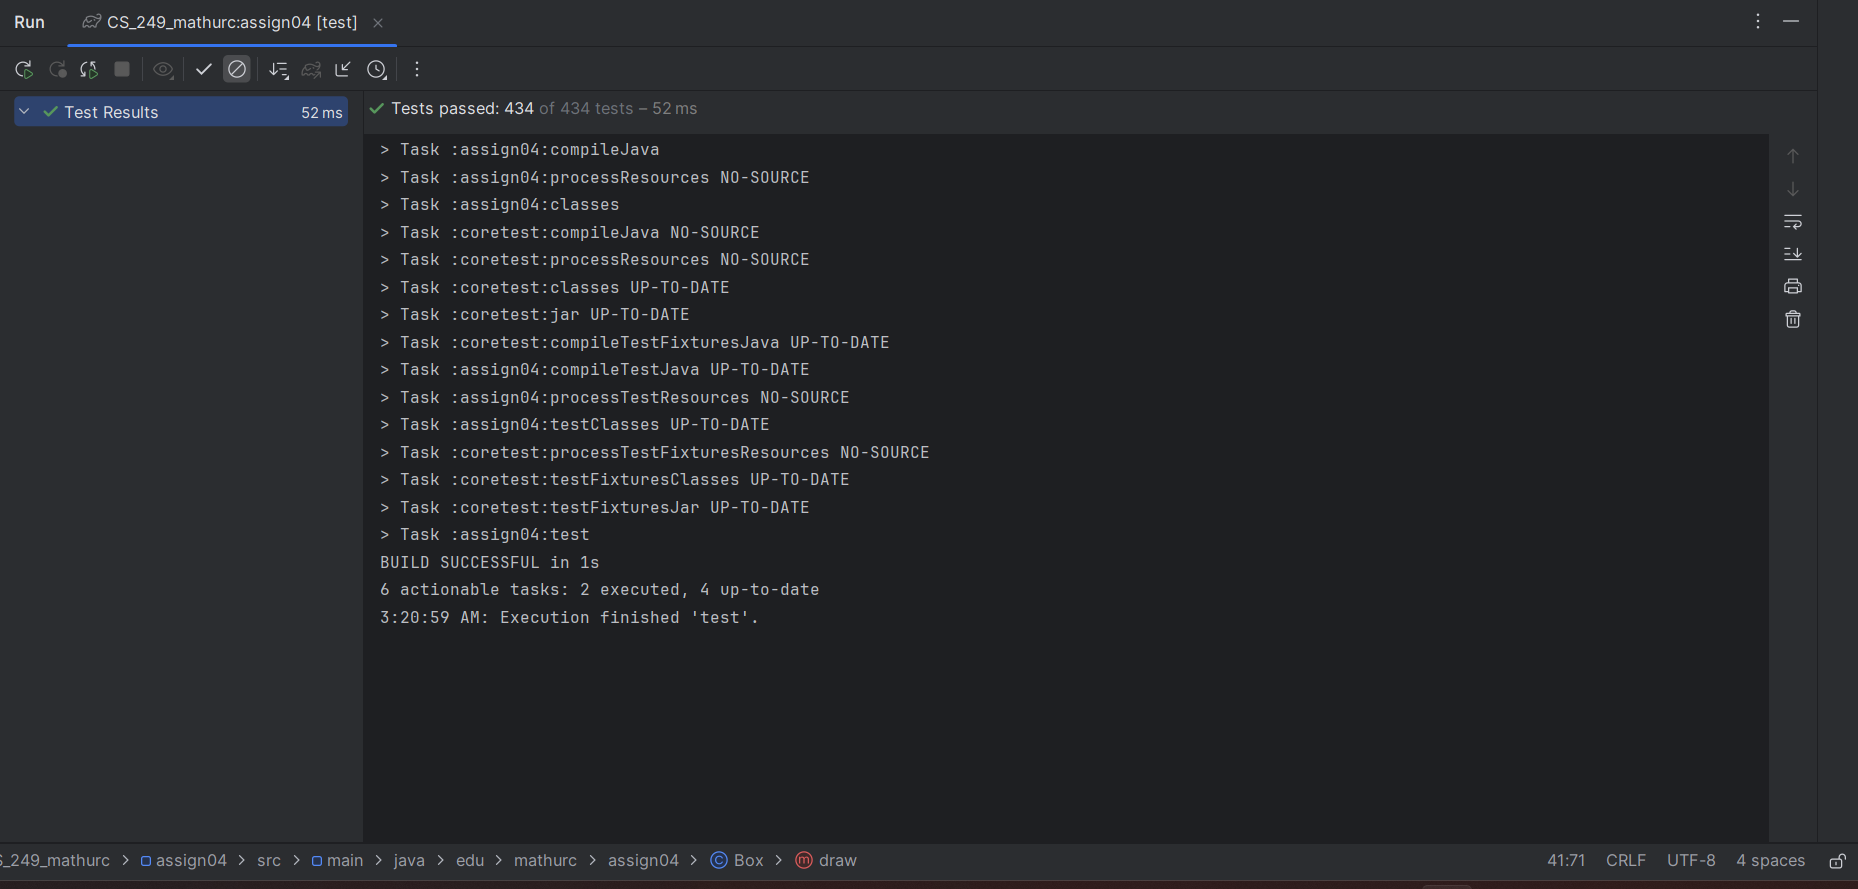 Run CS_249_mathurc:assign04 [test]
Test Results 52 ms
Tests passed: 434 of 434 tests – 52 ms
> Task :assign04:compileJava
> Task :assign04:processResources NO-SOURCE
> Task :assign04:classes
> Task :coretest:compileJava NO-SOURCE
> Task :coretest:processResources NO-SOURCE
> Task :coretest:classes UP-TO-DATE
> Task :coretest:jar UP-TO-DATE
> Task :coretest:compileTestFixturesJava UP-TO-DATE
> Task :assign04:compileTestJava UP-TO-DATE
> Task :assign04:processTestResources NO-SOURCE
> Task :assign04:testClasses UP-TO-DATE
> Task :coretest:processTestFixturesResources NO-SOURCE
> Task :coretest:testFixturesClasses UP-TO-DATE
> Task :coretest:testFixturesJar UP-TO-DATE
> Task :assign04:test
BUILD SUCCESSFUL in 1s
6 actionable tasks: 2 executed, 4 up-to-date
3:20:59 AM: Execution finished 'test'.
S_249_mathurc > assign04 > src > main > java > edu > mathurc > assign04 > Box > draw 41:71 CRLF UTF-8 4 spaces